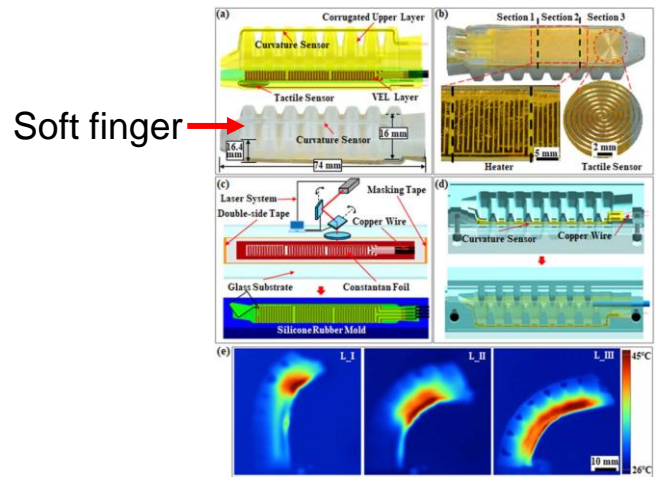 Soft finger
(a)
Corrugated Upper Layer
Curvature Sensor
Tactile Sensor
VEL Layer
Curvature Sensor
16 mm
16.4
mm
74 mm
(b)
Section 1
Section 2
Section 3
Heater
5 mm
2 mm
Tactile Sensor
(c)
Laser System
Masking Tape
Double-side Tape
Copper Wire
Glass Substrate
Constantan Foil
Silicone Rubber Mold
(d)
Curvature Sensor
Copper Wire
(e)
L_I
L_II
L_III
45°C
10 mm
26°C